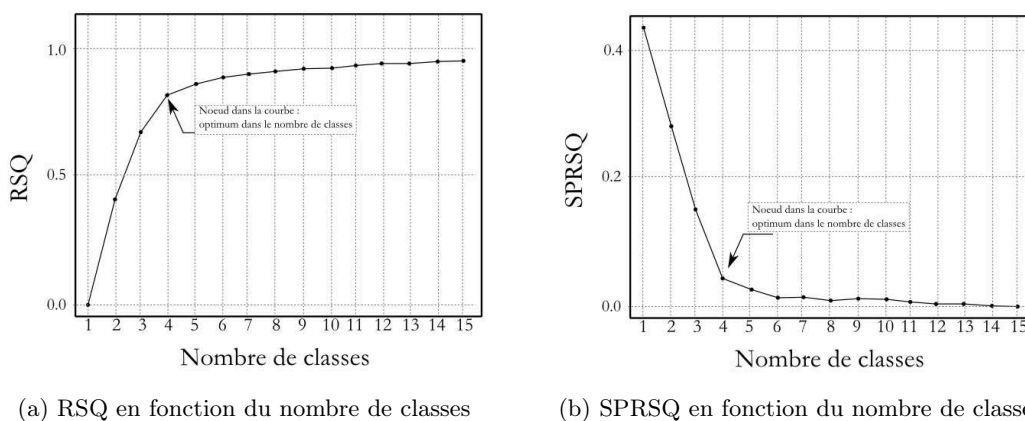 1.0
0.5
0.0
RSQ
Noeud dans la courbe :
optimum dans le nombre de classes
1 2 3 4 5 6 7 8 9 10 11 12 13 14 15
Nombre de classes
(a) RSQ en fonction du nombre de classes
0.4
0.2
0.0
SPRSQ
Noeud dans la courbe :
optimum dans le nombre de classes
1 2 3 4 5 6 7 8 9 10 11 12 13 14 15
Nombre de classes
(b) SPRSQ en fonction du nombre de classe